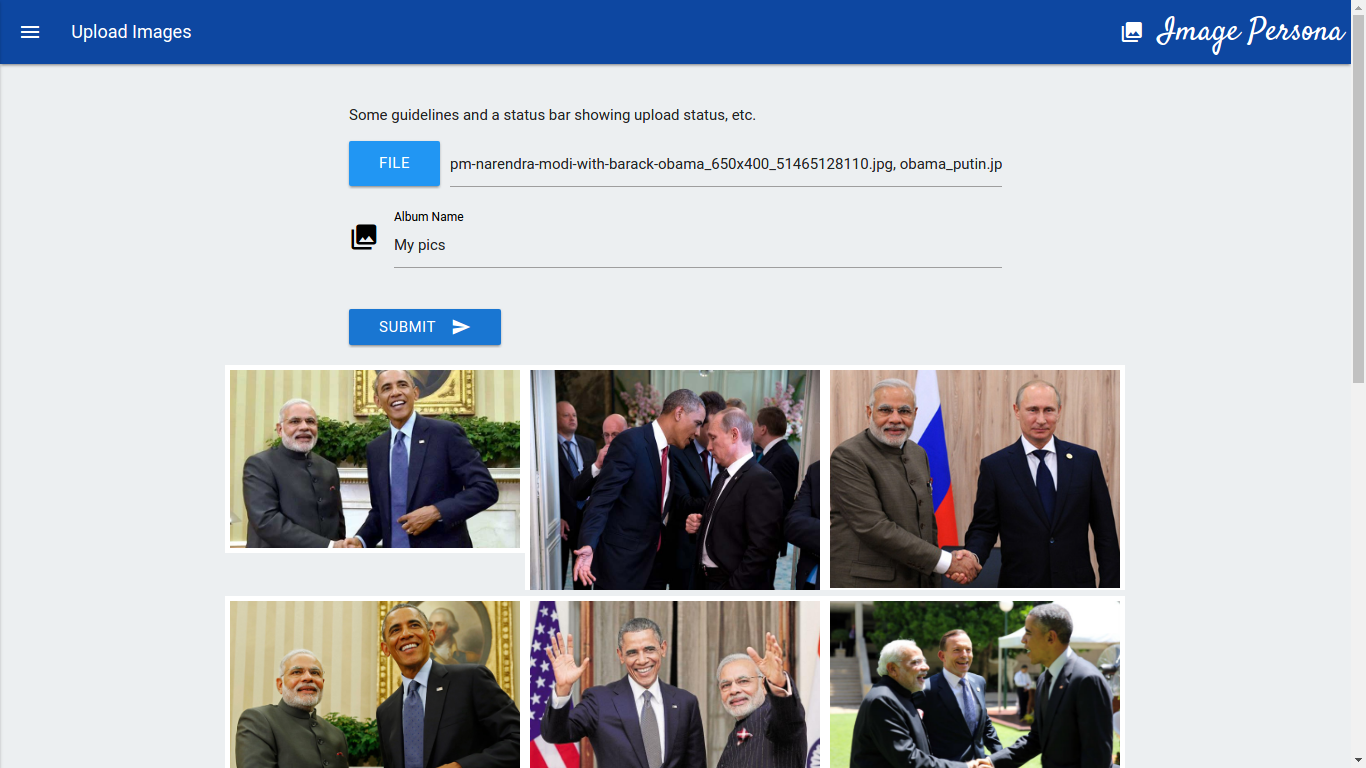 Upload Images
Image Persona
Some guidelines and a status bar showing upload status, etc.
FILE
pm-narendra-modi-with-barack-obama_650x400_51465128110.jpg, obama_putin.jp
Album Name
My pics
SUBMIT